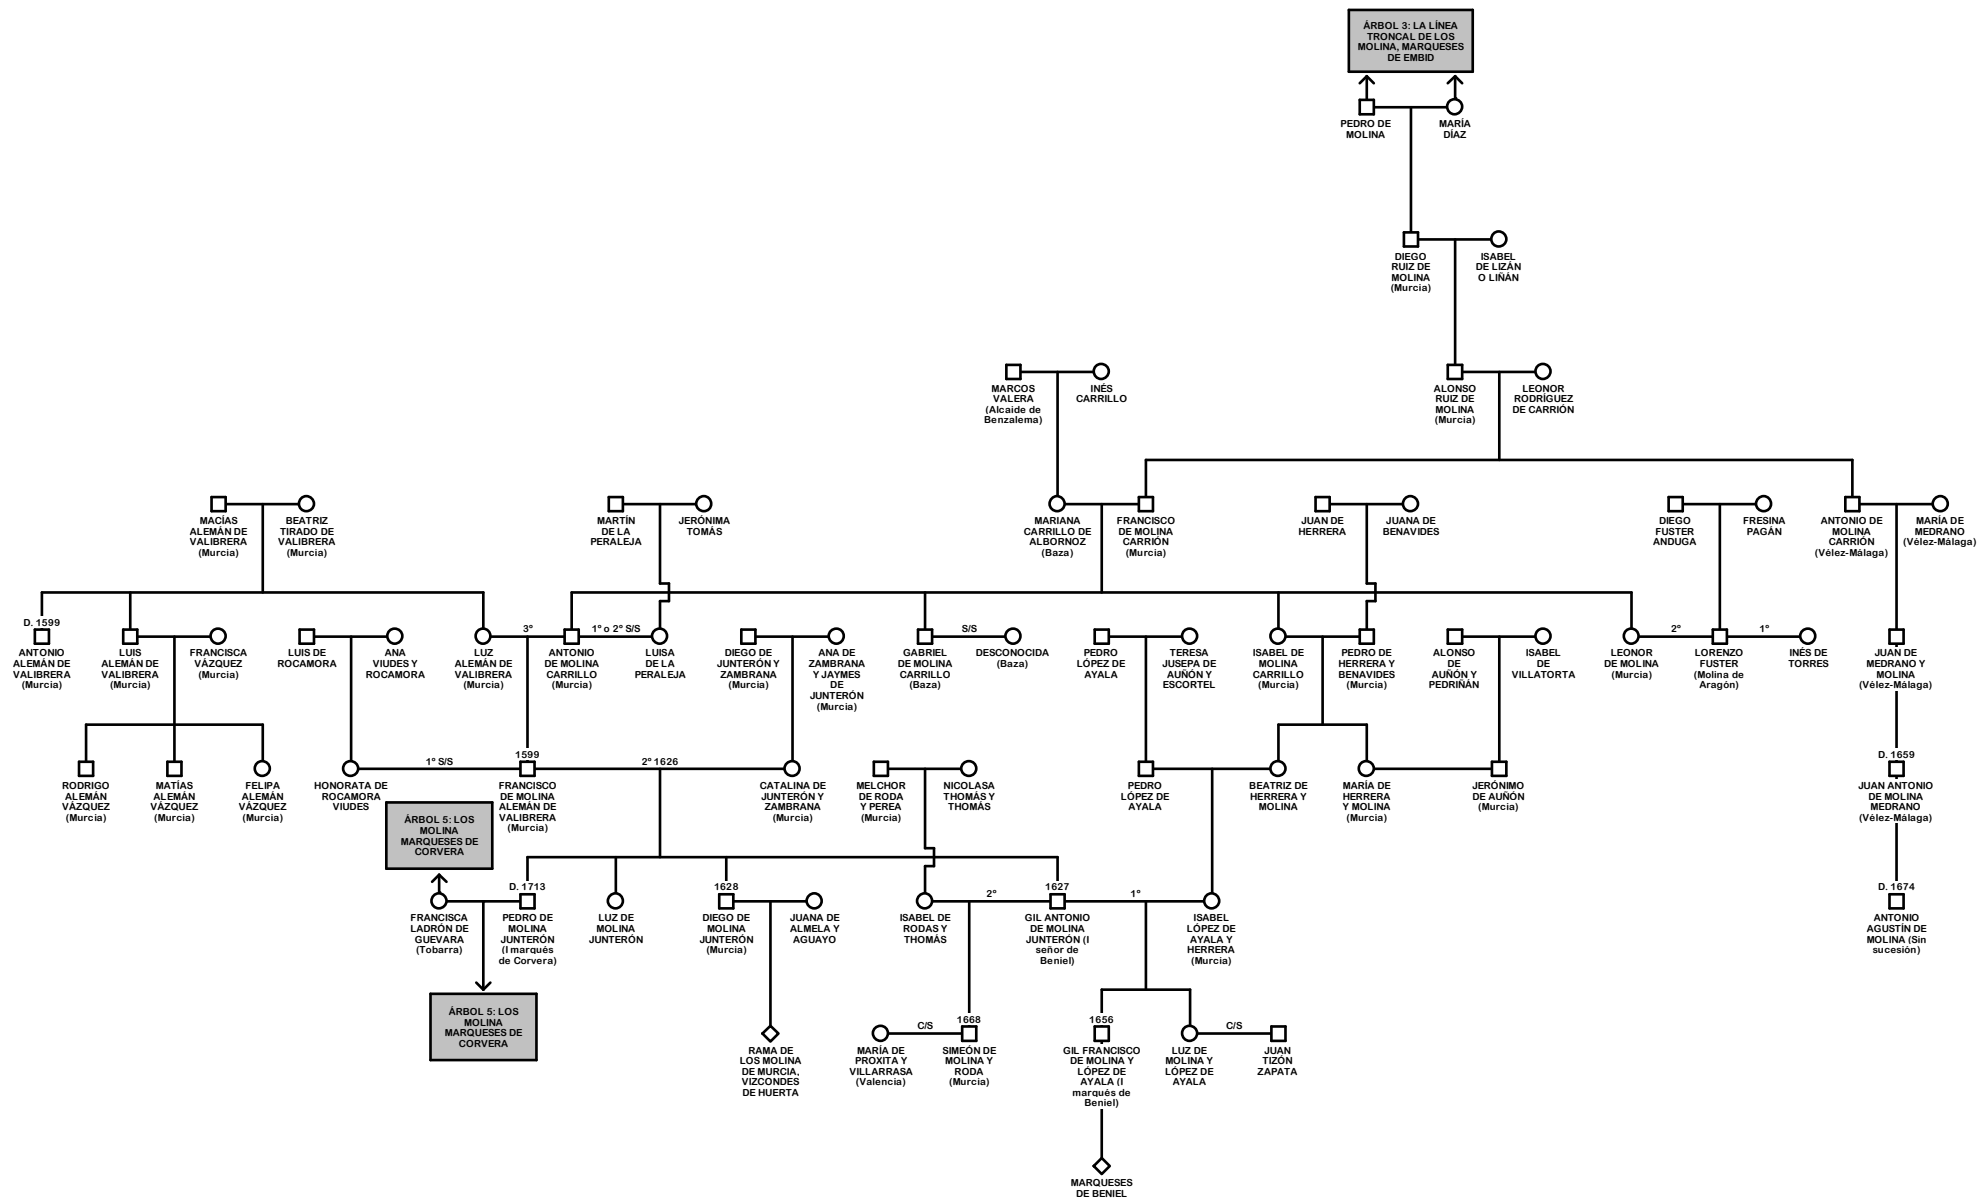 ÁRBOL 3: LA LÍNEA
TRONCAL DE LOS
MOLINA, MARQUESES
DE EMBID
PEDRO DE
MOLINA
MARÍA
DÍAZ
DIEGO
RUIZ DE
MOLINA
(Murcia)
ISABEL
DE LIZÁN
O LIÑÁN
MARCOS
VALERA
(Alcaide de
Benzalema)
INÉS
CARRILLO
ALONSO
RUIZ DE
MOLINA
(Murcia)
LEONOR
RODRÍGUEZ
DE CARRIÓN
MACÍAS
ALEMÁN DE
VALIBRERA
(Murcia)
BEATRIZ
TIRADO DE
VALIBRERA
(Murcia)
MARTÍN
DE LA
PERALEJA
JERÓNIMA
TOMÁS
MARIANA
CARRILLO DE
ALBORNOZ
(Baza)
FRANCISCO
DE MOLINA
CARRIÓN
(Murcia)
JUAN DE
HERRERA
JUANA DE
BENAVIDES
DIEGO
FUSTER
ANDUGA
FRESINA
PAGÁN
ANTONIO DE
MOLINA
CARRIÓN
(Vélez-Málaga)
MARÍA DE
MEDRANO
(Vélez-Málaga)
D. 1599
ANTONIO
ALEMÁN DE
VALIBRERA
(Murcia)
LUIS
ALEMÁN DE
VALIBRERA
(Murcia)
FRANCISCA
VÁZQUEZ
(Murcia)
LUIS DE
ROCAMORA
ANA
VIUDES Y
ROCAMORA
LUZ
ALEMÁN DE
VALIBRERA
(Murcia)
3º
ANTONIO
DE MOLINA
CARRILLO
(Murcia)
1º o 2º S/S
LUISA
DE LA
PERALEJA
DIEGO DE
JUNTERÓN Y
ZAMBRANA
(Murcia)
ANA DE
ZAMBRANA
Y JAYMES
DE
JUNTERÓN
(Murcia)
GABRIEL
DE MOLINA
CARRILLO
(Baza)
S/S
DESCONOCIDA
(Baza)
PEDRO
LÓPEZ DE
AYALA
TERESA
JUSEPA DE
AUÑÓN Y
ESCORTEL
ISABEL DE
MOLINA
CARRILLO
(Murcia)
PEDRO DE
HERRERA Y
BENAVIDES
(Murcia)
ALONSO
DE
AUÑÓN Y
PEDRIÑÁN
ISABEL
DE
VILLATORTA
LEONOR
DE MOLINA
(Murcia)
2º
LORENZO
FUSTER
(Molina de
Aragón)
1º
INÉS DE
TORRES
JUAN DE
MEDRANO Y
MOLINA
(Vélez-Málaga)
RODRIGO
ALEMÁN
VÁZQUEZ
(Murcia)
MATÍAS
ALEMÁN
VÁZQUEZ
(Murcia)
FELIPA
ALEMÁN
VÁZQUEZ
(Murcia)
HONORATA DE
ROCAMORA
VIUDES
1º S/S
1599
FRANCISCO
DE MOLINA
ALEMÁN DE
VALIBRERA
(Murcia)
2º 1626
CATALINA DE
JUNTERÓN Y
ZAMBRANA
(Murcia)
MELCHOR
DE RODA
Y PEREA
(Murcia)
NICOLASA
THOMÁS Y
THOMÁS
PEDRO
LÓPEZ DE
AYALA
BEATRIZ DE
HERRERA Y
MOLINA
MARÍA DE
HERRERA
Y MOLINA
(Murcia)
JERÓNIMO
DE AUÑÓN
(Murcia)
D. 1659
JUAN ANTONIO
DE MOLINA
MEDRANO
(Vélez-Málaga)
ÁRBOL 5: LOS
MOLINA
MARQUESES DE
CORVERA
FRANCISCA
LADRÓN DE
GUEVARA
(Tobarra)
D. 1713
PEDRO DE
MOLINA
JUNTERÓN
(I marqués
de Corvera)
LUZ DE
MOLINA
JUNTERÓN
1628
DIEGO DE
MOLINA
JUNTERÓN
(Murcia)
JUANA DE
ALMELA Y
AGUAYO
ISABEL DE
RODAS Y
THOMÁS
2º
1627
GIL ANTONIO
DE MOLINA
JUNTERÓN (I
señor de
Beniel)
1º
ISABEL
LÓPEZ DE
AYALA Y
HERRERA
(Murcia)
D. 1674
ANTONIO
AGUSTÍN DE
MOLINA (Sin
sucesión)
ÁRBOL 5: LOS
MOLINA
MARQUESES DE
CORVERA
RAMA DE
LOS MOLINA
DE MURCIA,
VIZCONDES
DE HUERTA
MARÍA DE
PROXITA Y
VILLARRASA
(Valencia)
C/S
1668
SIMEÓN DE
MOLINA Y
RODA
(Murcia)
1656
GIL FRANCISCO
DE MOLINA Y
LÓPEZ DE
AYALA (I
marqués de
Beniel)
LUZ DE
MOLINA Y
LÓPEZ DE
AYALA
C/S
JUAN
TIZÓN
ZAPATA
MARQUESES
DE BENIEL